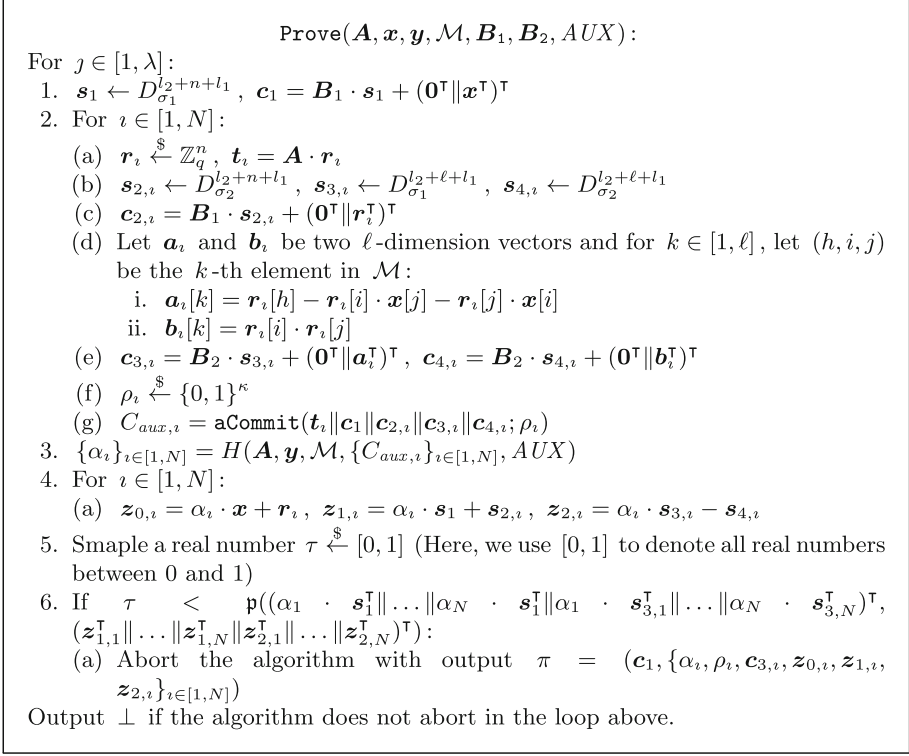 Prove(𝑨, 𝒙, 𝒚, ℳ, 𝑩₁, 𝑩₂, AUX):
For ȷ ∈ [1, λ]:
1. 𝒔₁ ← D_{σ₁}^{l₂+n+l₁}, 𝒄₁ = 𝑩₁ · 𝒔₁ + (𝟎^⊺‖𝒙^⊺)^⊺
2. For ı ∈ [1, N]:
(a) 𝒓_ı ←^$ ℤ_q^n, 𝒕_ı = 𝑨 · 𝒓_ı
(b) 𝒔_{2,ı} ← D_{σ₂}^{l₂+n+l₁}, 𝒔_{3,ı} ← D_{σ₁}^{l₂+ℓ+l₁}, 𝒔_{4,ı} ← D_{σ₂}^{l₂+ℓ+l₁}
(c) 𝒄_{2,ı} = 𝑩₁ · 𝒔_{2,ı} + (𝟎^⊺‖𝒓_ı^⊺)^⊺
(d) Let 𝒂_ı and 𝒃_ı be two ℓ-dimension vectors and for k ∈ [1, ℓ], let (h, i, j)
be the k-th element in ℳ:
i. 𝒂_ı[k] = 𝒓_ı[h] − 𝒓_ı[i] · 𝒙[j] − 𝒓_ı[j] · 𝒙[i]
ii. 𝒃_ı[k] = 𝒓_ı[i] · 𝒓_ı[j]
(e) 𝒄_{3,ı} = 𝑩₂ · 𝒔_{3,ı} + (𝟎^⊺‖𝒂_ı^⊺)^⊺, 𝒄_{4,ı} = 𝑩₂ · 𝒔_{4,ı} + (𝟎^⊺‖𝒃_ı^⊺)^⊺
(f) ρ_ı ←^$ {0, 1}^κ
(g) C_{aux,ı} = aCommit(𝒕_ı‖𝒄₁‖𝒄_{2,ı}‖𝒄_{3,ı}‖𝒄_{4,ı}; ρ_ı)
3. {α_ı}_{ı∈[1,N]} = H(𝑨, 𝒚, ℳ, {C_{aux,ı}}_{ı∈[1,N]}, AUX)
4. For ı ∈ [1, N]:
(a) 𝒛_{0,ı} = α_ı · 𝒙 + 𝒓_ı, 𝒛_{1,ı} = α_ı · 𝒔₁ + 𝒔_{2,ı}, 𝒛_{2,ı} = α_ı · 𝒔_{3,ı} − 𝒔_{4,ı}
5. Smaple a real number τ ←^$ [0, 1] (Here, we use [0, 1] to denote all real numbers
between 0 and 1)
6. If τ < 𝔭((α₁ · 𝒔₁^⊺‖ . . . ‖α_N · 𝒔₁^⊺‖α₁ · 𝒔_{3,1}^⊺‖ . . . ‖α_N · 𝒔_{3,N}^⊺)^⊺,
(𝒛_{1,1}^⊺‖ . . . ‖𝒛_{1,N}^⊺‖𝒛_{2,1}^⊺‖ . . . ‖𝒛_{2,N}^⊺)^⊺):
(a) Abort the algorithm with output π = (𝒄₁, {α_ı, ρ_ı, 𝒄_{3,ı}, 𝒛_{0,ı}, 𝒛_{1,ı},
𝒛_{2,ı}}_{ı∈[1,N]})
Output ⊥ if the algorithm does not abort in the loop above.